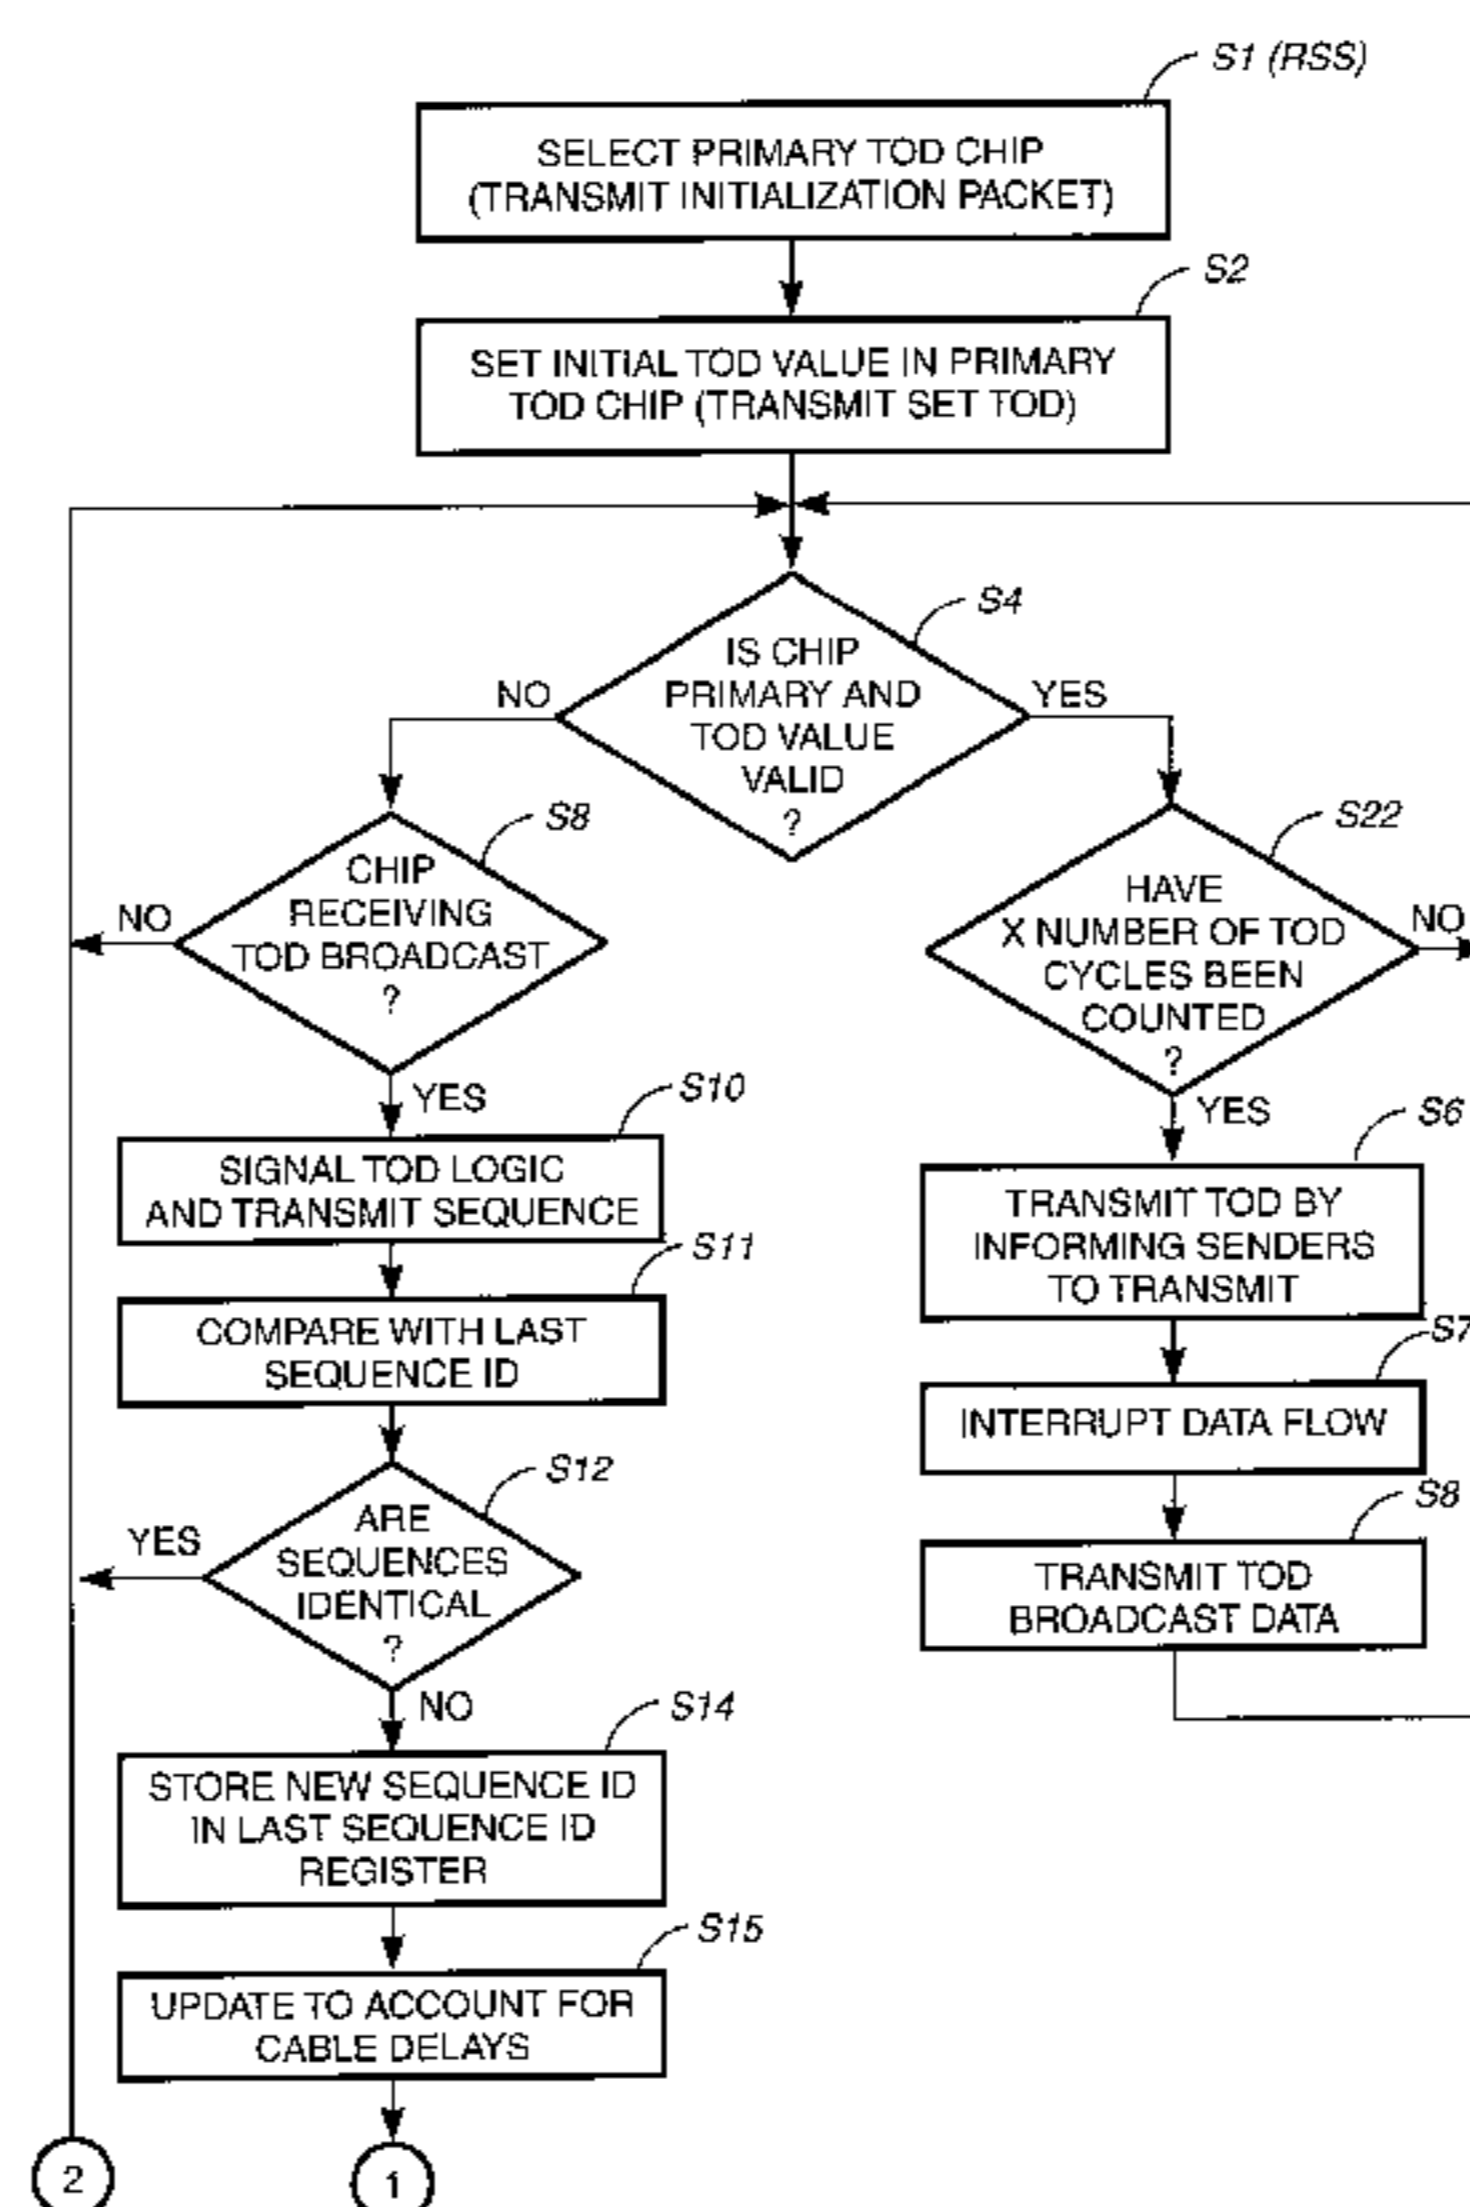 S1 (RSS)
SELECT PRIMARY TOD CHIP
(TRANSMIT INITIALIZATION PACKET)
S2
SET INITIAL TOD VALUE IN PRIMARY
TOD CHIP (TRANSMIT SET TOD)
S4
IS CHIP
PRIMARY AND
TOD VALUE
VALID
?
NO
YES
S8
CHIP
RECEIVING
TOD BROADCAST
?
NO
YES
S10
SIGNAL TOD LOGIC
AND TRANSMIT SEQUENCE
S11
COMPARE WITH LAST
SEQUENCE ID
S12
ARE
SEQUENCES
IDENTICAL
?
YES
NO
S14
STORE NEW SEQUENCE ID
IN LAST SEQUENCE ID
REGISTER
S15
UPDATE TO ACCOUNT FOR
CABLE DELAYS
2
1
S22
HAVE
X NUMBER OF TOD
CYCLES BEEN
COUNTED
?
NO
YES
S6
TRANSMIT TOD BY
INFORMING SENDERS
TO TRANSMIT
S7
INTERRUPT DATA FLOW
S8
TRANSMIT TOD
BROADCAST DATA